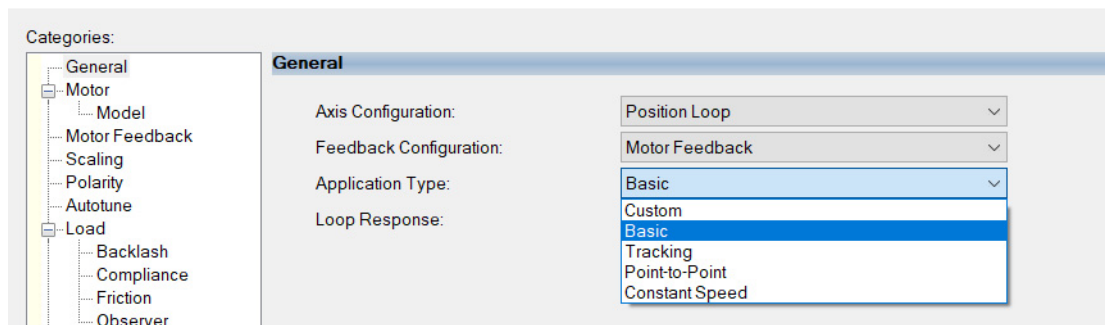 Categories:
General
Motor
Model
Motor Feedback
Scaling
Polarity
Autotune
Load
Backlash
Compliance
Friction
Observer
General
Axis Configuration: Position Loop
Feedback Configuration: Motor Feedback
Application Type: Basic
Loop Response:
Custom
Basic
Tracking
Point-to-Point
Constant Speed